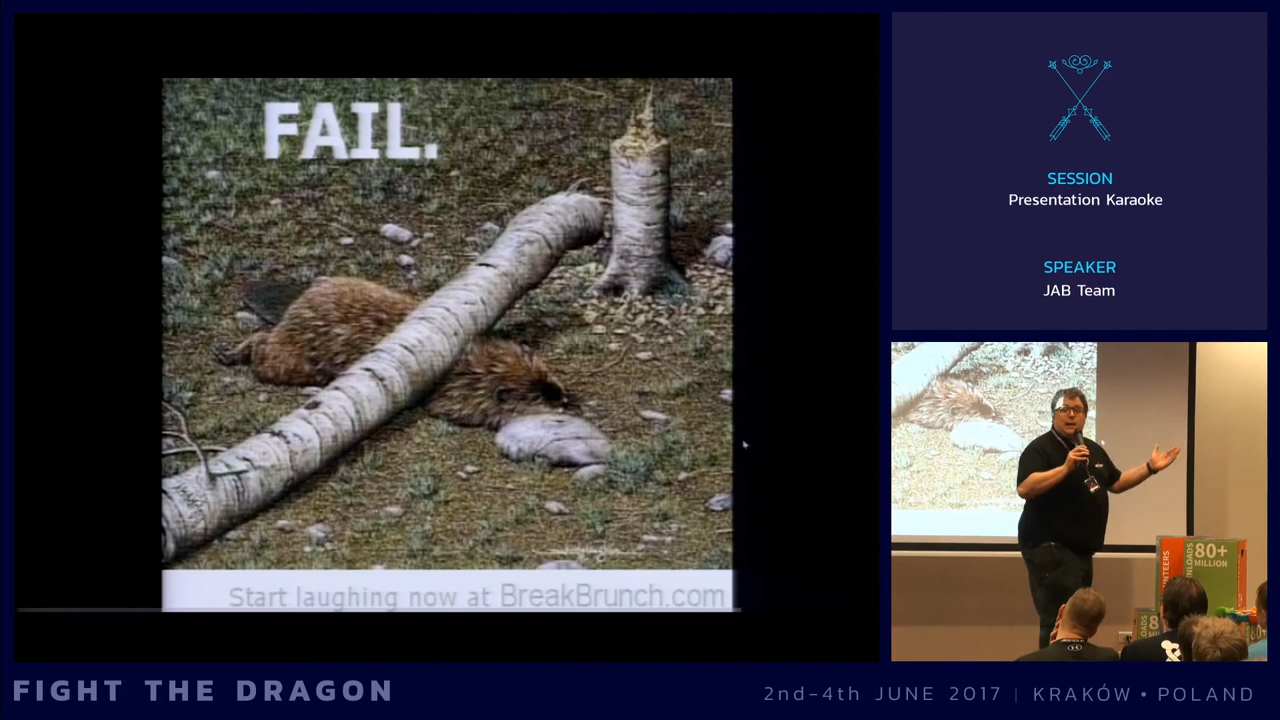 FAIL.
Start laughing now at BreakBrunch.com
SESSION
Presentation Karaoke
SPEAKER
JAB Team
80+
MILLION
FIGHT THE DRAGON
2nd-4th JUNE 2017 | KRAKÓW • POLAND